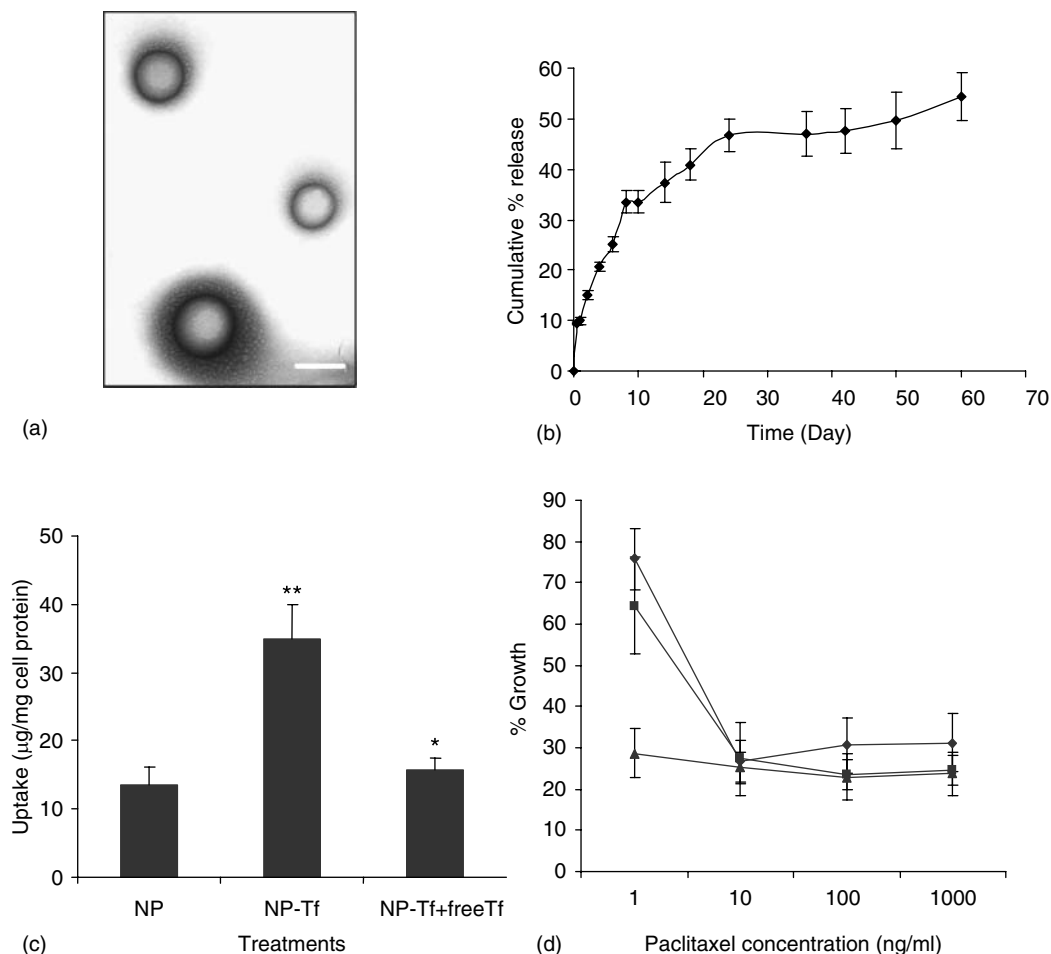 (a)
60
50
40
30
20
10
0
Cumulative % release
0 10 20 30 40 50 60 70
Time (Day)
(b)
50
40
30
20
10
0
Uptake (μg/mg cell protein)
**
*
NP NP-Tf NP-Tf+freeTf
Treatments
(c)
90
80
70
60
50
40
30
20
10
0
% Growth
1 10 100 1000
Paclitaxel concentration (ng/ml)
(d)